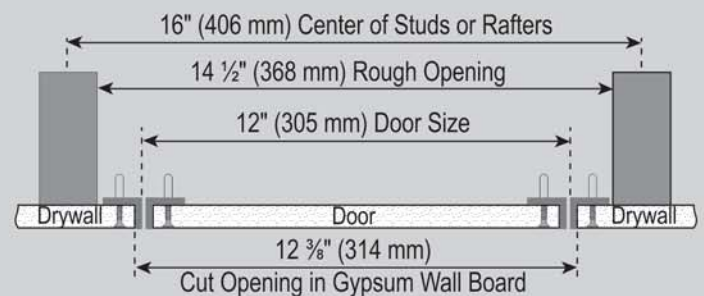 16" (406 mm) Center of Studs or Rafters
14 ½" (368 mm) Rough Opening
12" (305 mm) Door Size
Drywall
Door
Drywall
12 ⅜" (314 mm)
Cut Opening in Gypsum Wall Board